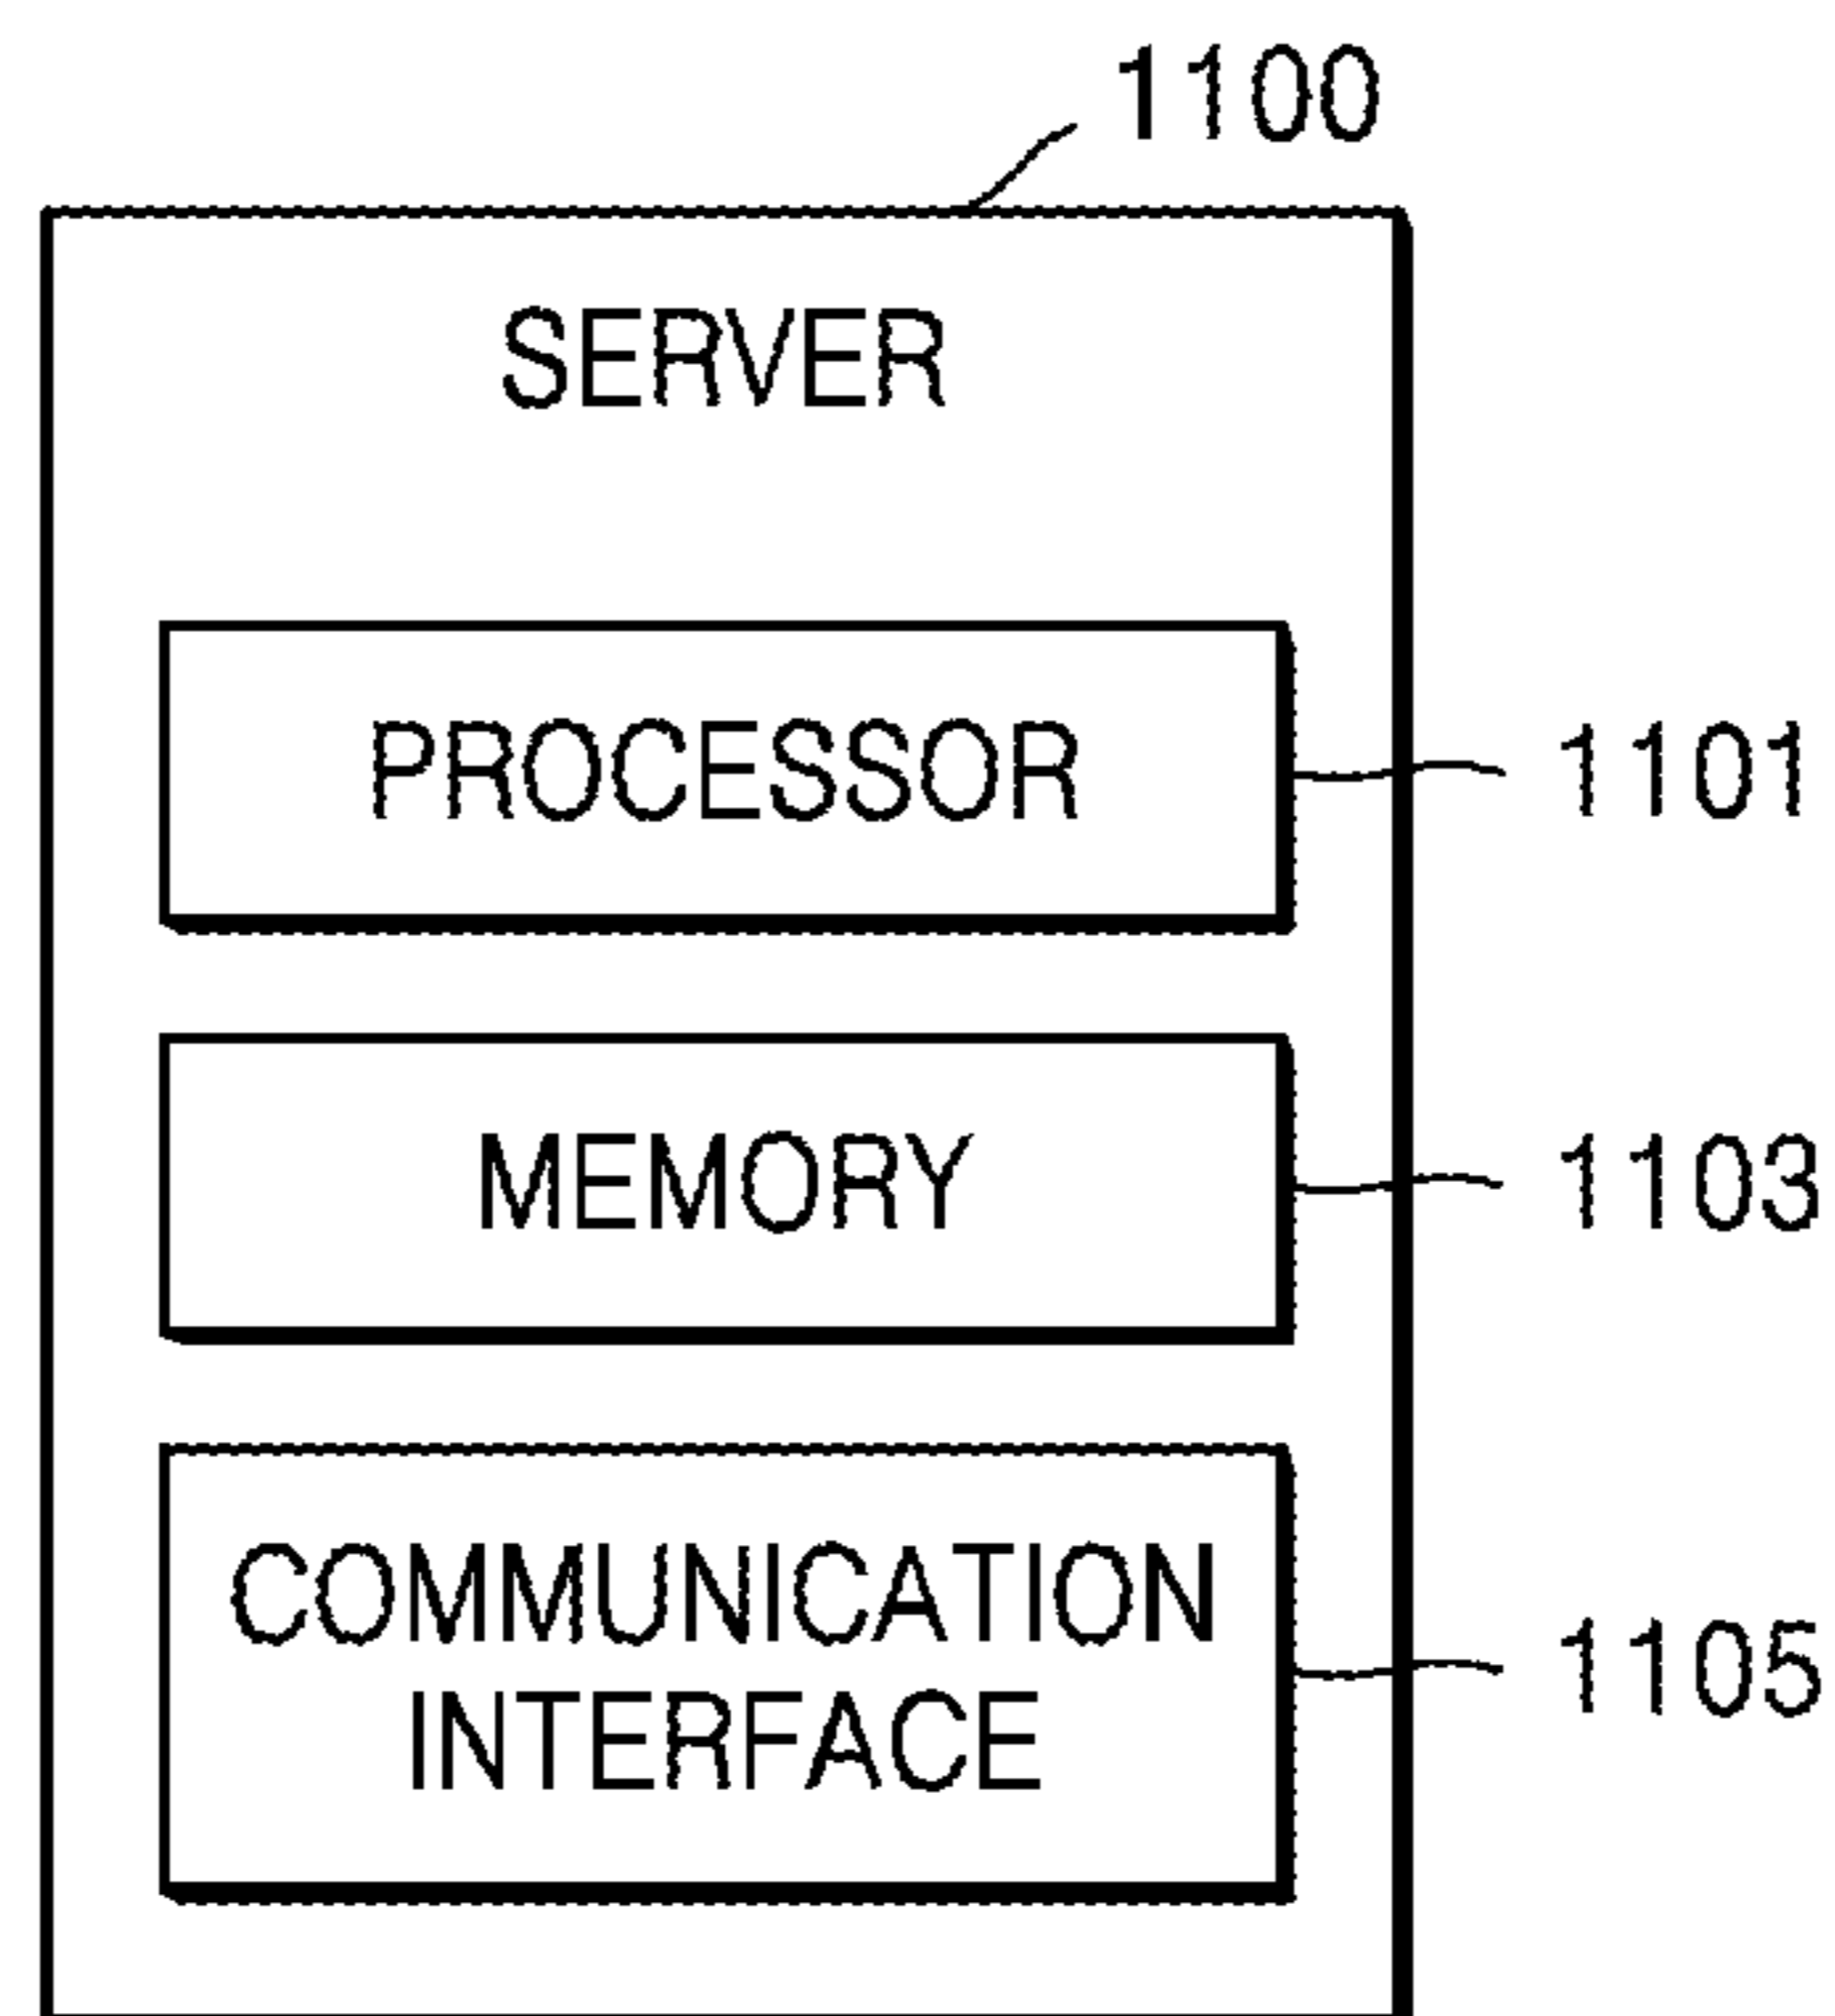 1100
SERVER
PROCESSOR
1101
MEMORY
1103
COMMUNICATION
INTERFACE
1105